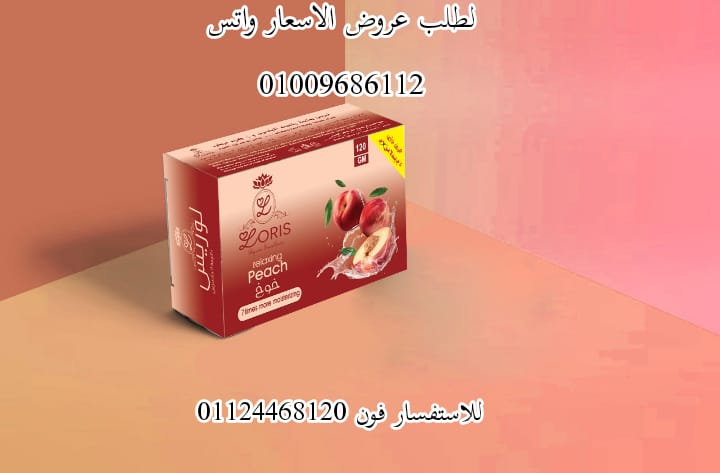 لطلب عروض الاسعار واتس
01009686112
120
GM
LORIS
relaxing
Peach
خوخ
7 times more moisturizing
لوريس
للاستفسار فون 01124468120